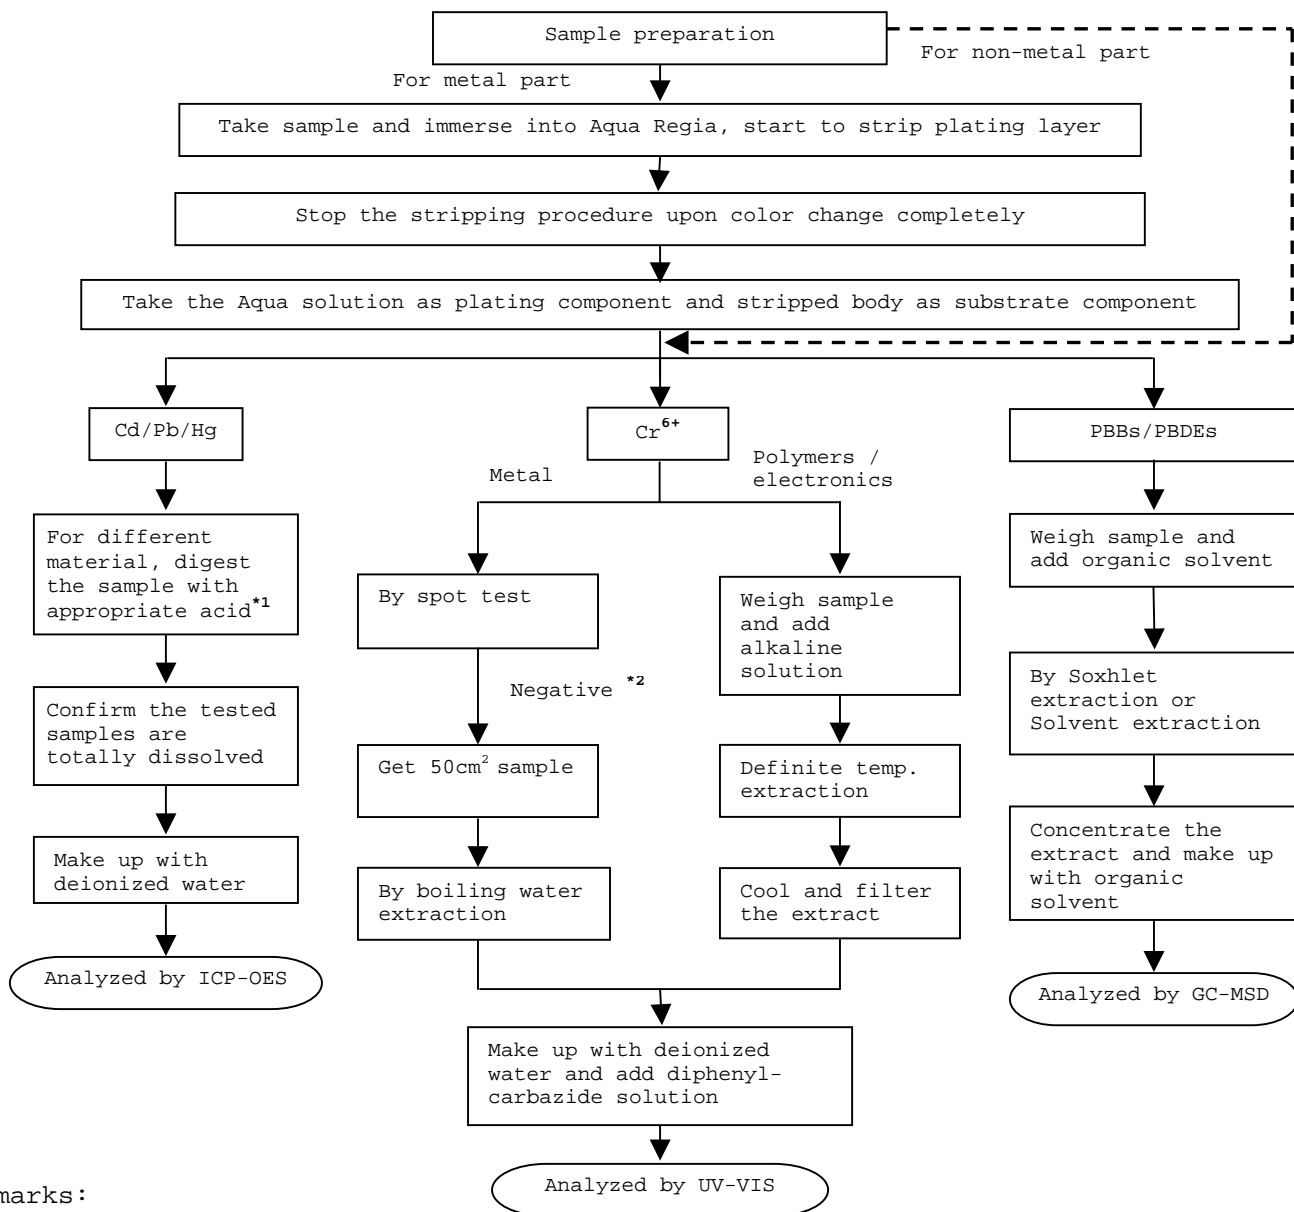 Sample preparation
For non-metal part
For metal part
Take sample and immerse into Aqua Regia, start to strip plating layer
Stop the stripping procedure upon color change completely
Take the Aqua solution as plating component and stripped body as substrate component
Cd/Pb/Hg
For different
material, digest
the sample with
appropriate acid*1
Confirm the tested
samples are
totally dissolved
Make up with
deionized water
Analyzed by ICP-OES
Cr6+
Metal
By spot test
Negative *2
Get 50cm2 sample
By boiling water
extraction
Polymers /
electronics
Weigh sample
and add
alkaline
solution
Definite temp.
extraction
Cool and filter
the extract
Make up with deionized
water and add diphenyl-
carbazide solution
Analyzed by UV-VIS
PBBs/PBDEs
Weigh sample and
add organic solvent
By Soxhlet
extraction or
Solvent extraction
Concentrate the
extract and make up
with organic
solvent
Analyzed by GC-MSD
marks: